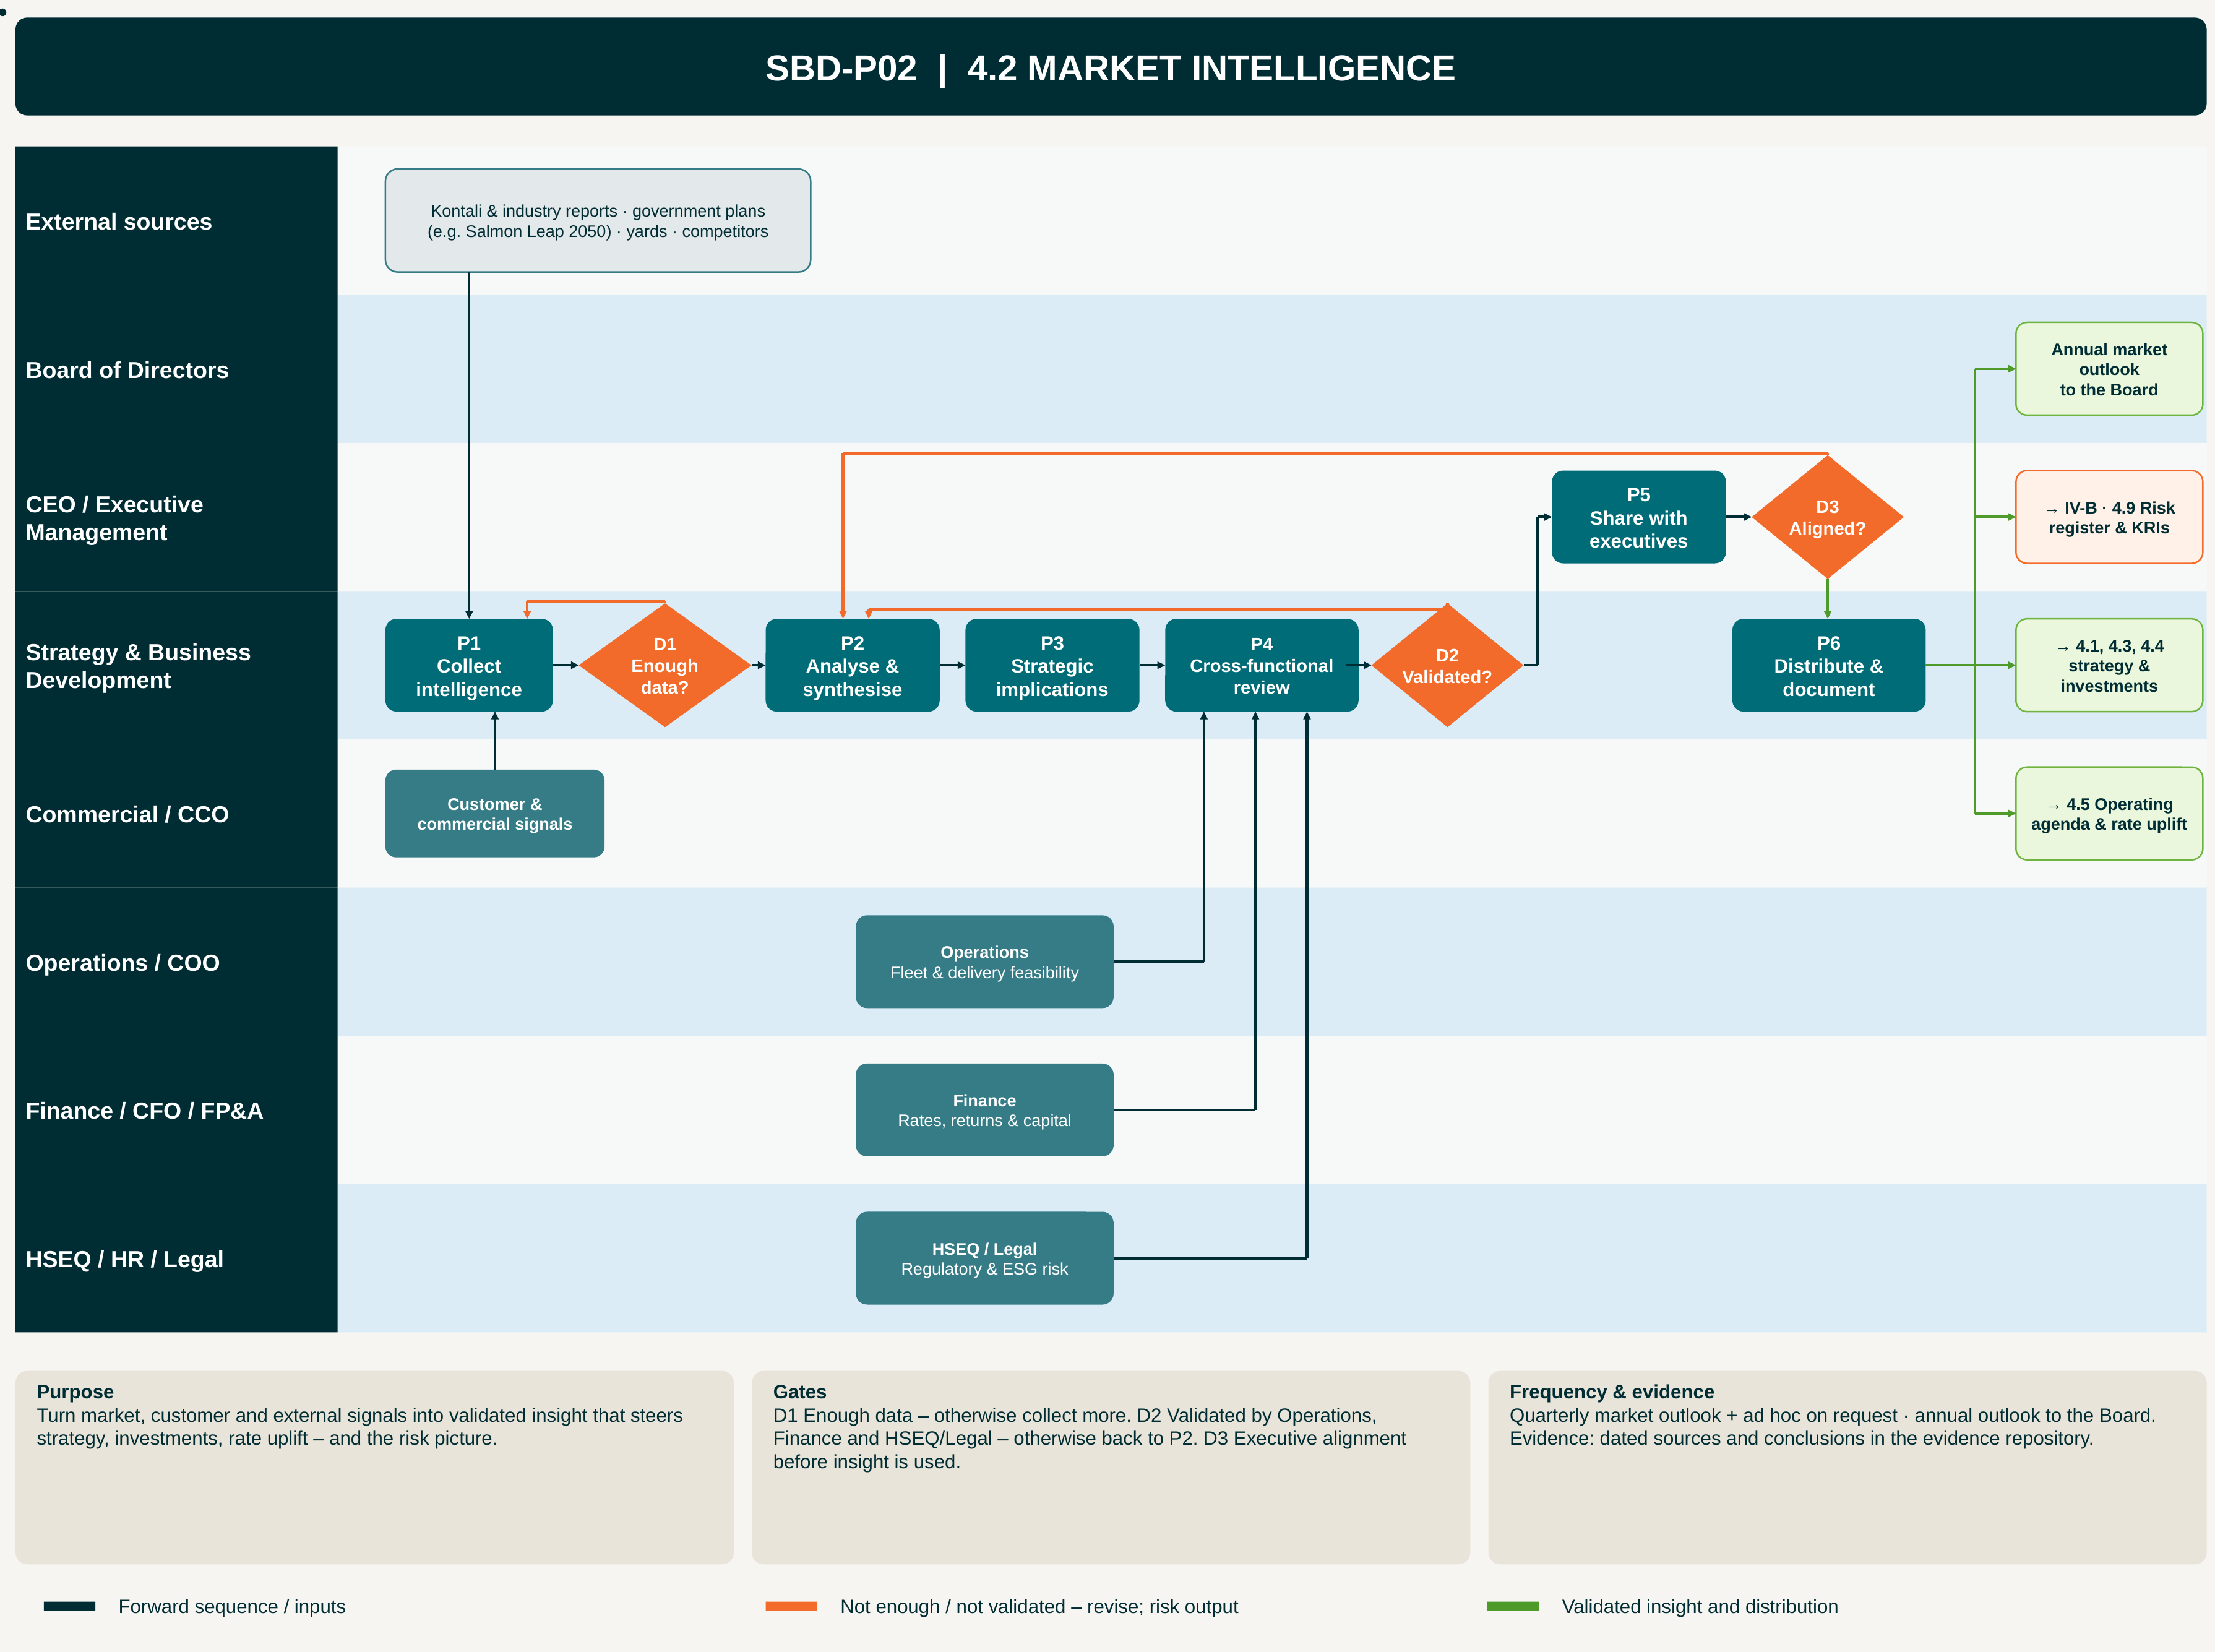 SBD-P02 | 4.2 MARKET INTELLIGENCE
External sources
Kontali & industry reports · government plans
(e.g. Salmon Leap 2050) · yards · competitors
Board of Directors
Annual market
outlook
to the Board
CEO / Executive
Management
P5
Share with
executives
D3
Aligned?
→ IV-B · 4.9 Risk
register & KRIs
Strategy & Business
Development
P1
Collect
intelligence
D1
Enough
data?
P2
Analyse &
synthesise
P3
Strategic
implications
P4
Cross-functional
review
D2
Validated?
P6
Distribute &
document
→ 4.1, 4.3, 4.4
strategy &
investments
Commercial / CCO
Customer &
commercial signals
→ 4.5 Operating
agenda & rate uplift
Operations / COO
Operations
Fleet & delivery feasibility
Finance / CFO / FP&A
Finance
Rates, returns & capital
HSEQ / HR / Legal
HSEQ / Legal
Regulatory & ESG risk
Purpose
Turn market, customer and external signals into validated insight that steers
strategy, investments, rate uplift – and the risk picture.
Gates
D1 Enough data – otherwise collect more. D2 Validated by Operations,
Finance and HSEQ/Legal – otherwise back to P2. D3 Executive alignment
before insight is used.
Frequency & evidence
Quarterly market outlook + ad hoc on request · annual outlook to the Board.
Evidence: dated sources and conclusions in the evidence repository.
Forward sequence / inputs
Not enough / not validated – revise; risk output
Validated insight and distribution